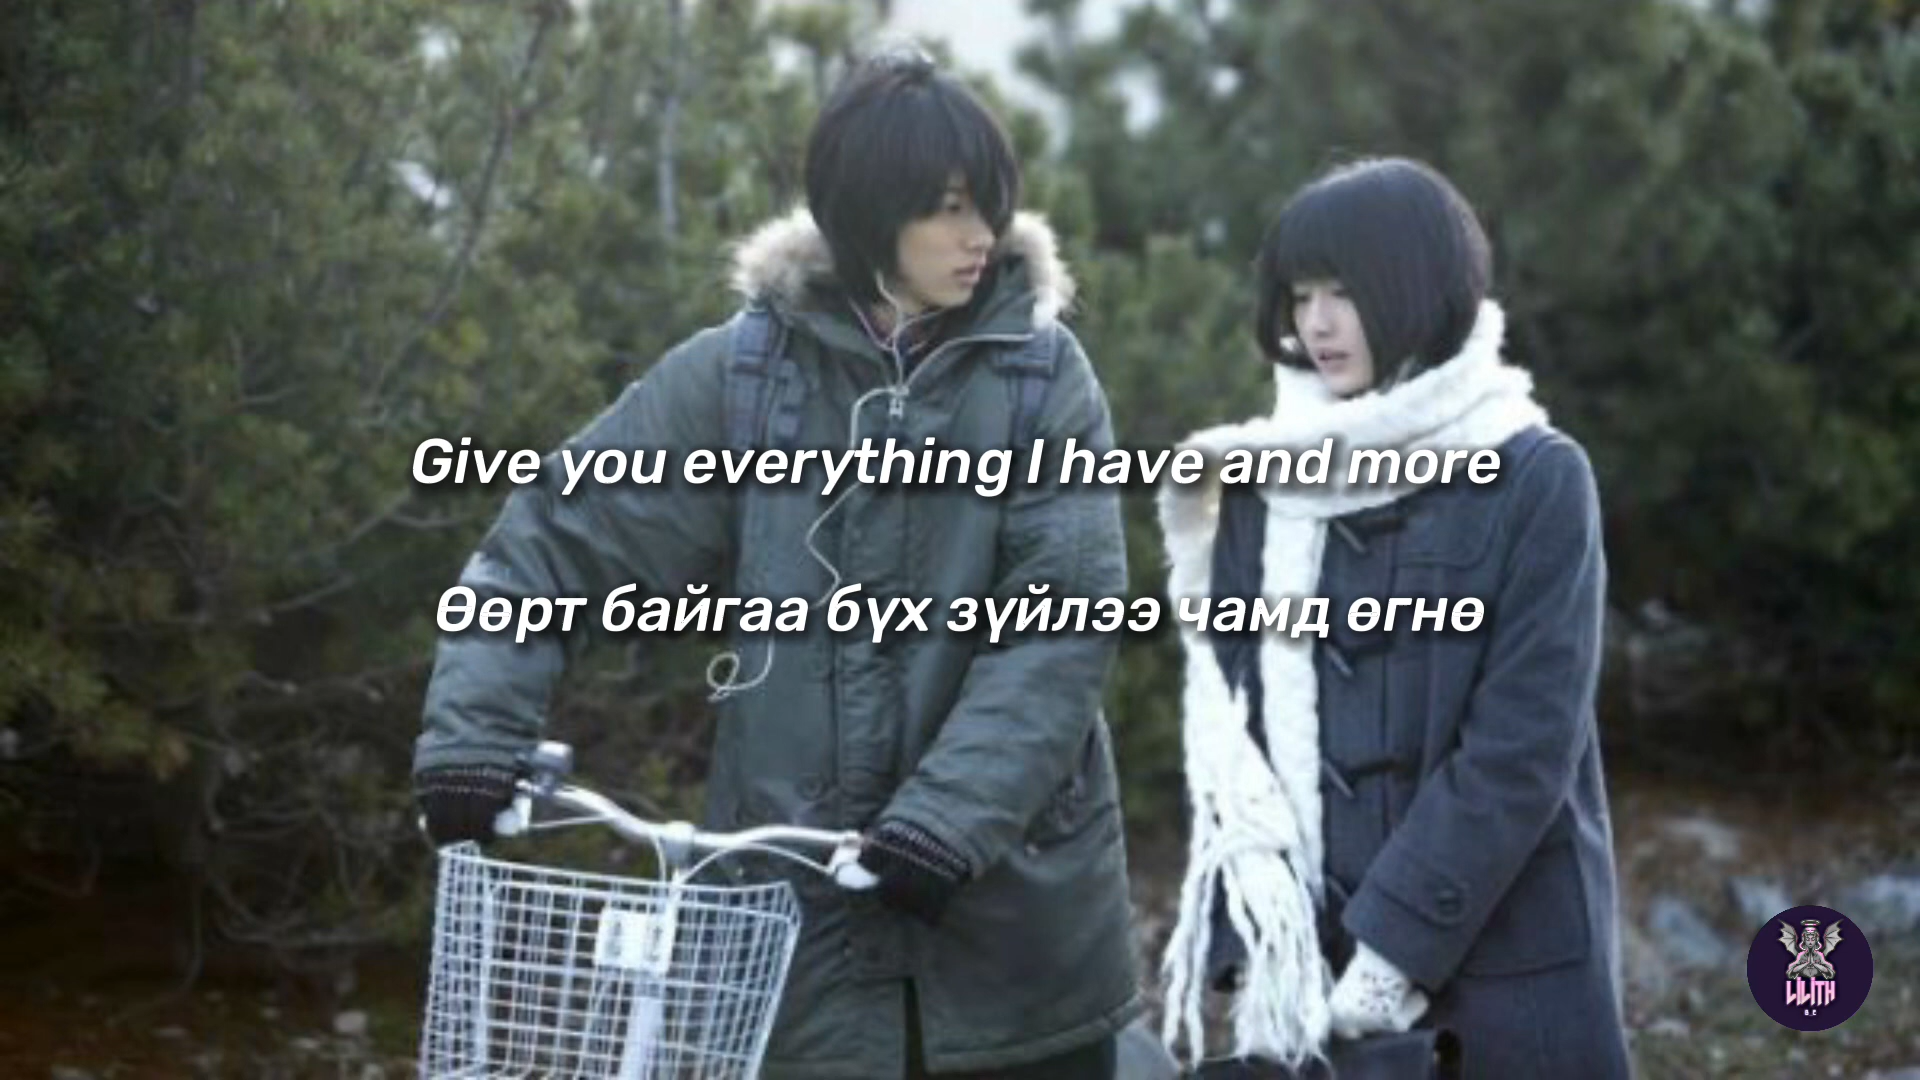 Give you everything I have and more
Өөрт байгаа бүх зүйлээ чамд өгнө
LILITH